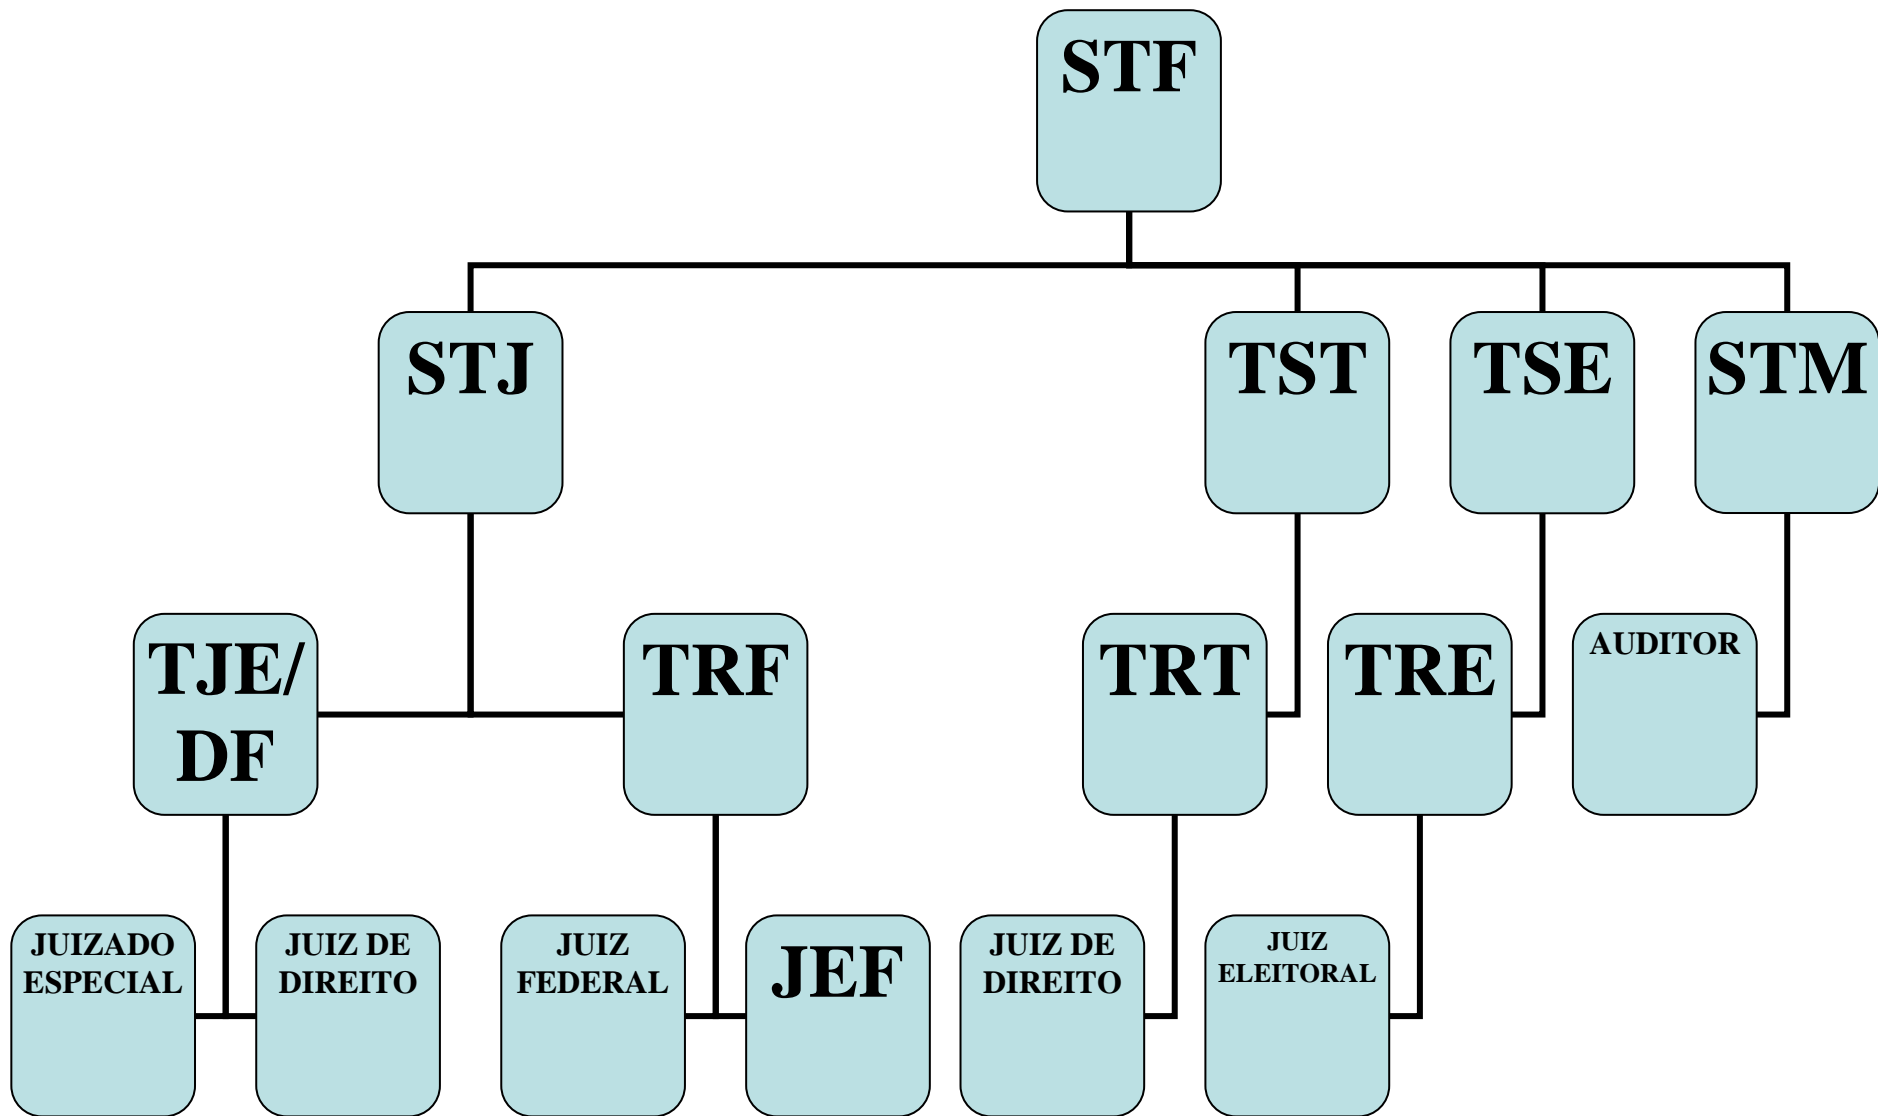 STF
STJ
TST
TSE
STM
TJE/
DF
TRF
TRT
TRE
AUDITOR
JUIZADO
ESPECIAL
JUIZ DE
DIREITO
JUIZ
FEDERAL
JEF
JUIZ DE
DIREITO
JUIZ
ELEITORAL